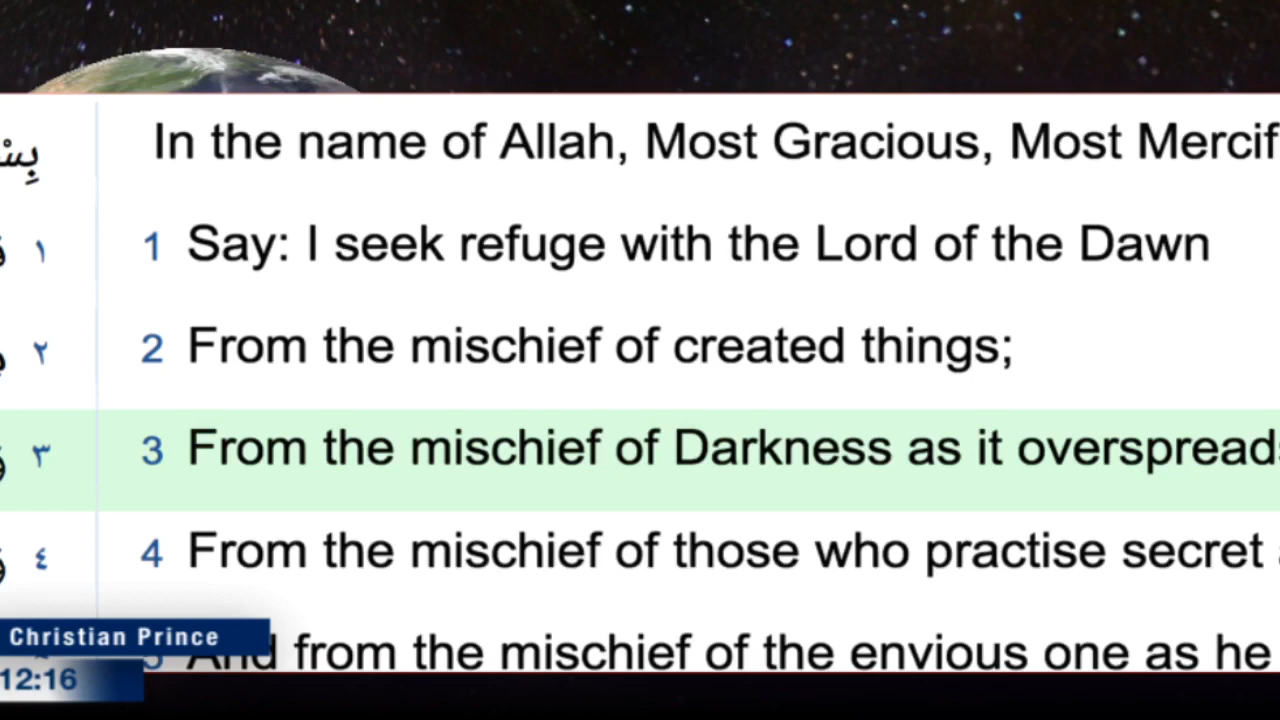 بِسْ In the name of Allah, Most Gracious, Most Mercif
١ 1 Say: I seek refuge with the Lord of the Dawn
٢ 2 From the mischief of created things;
٣ 3 From the mischief of Darkness as it overspreads
٤ 4 From the mischief of those who practise secret
Christian Prince
5 And from the mischief of the envious one as he
12:16